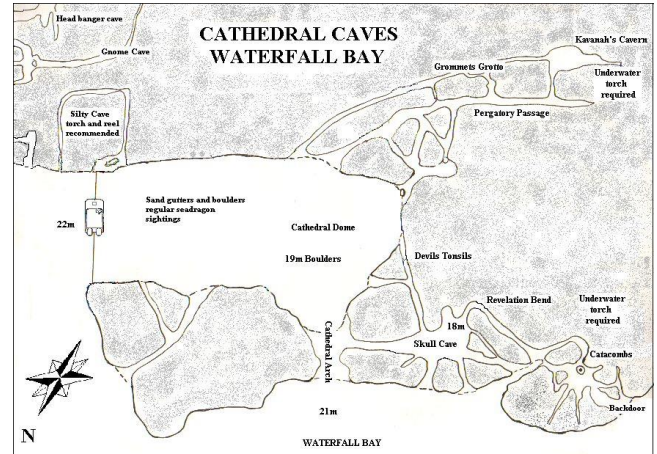 Head banger cave
CATHEDRAL CAVES
WATERFALL BAY
Gnome Cave
Kavanah's Cavern
Grommets Grotto
Underwater
torch
required
Silty Cave
torch and reel
recommended
Pergatory Passage
Sand gutters and boulders
regular seadragon
sightings
22m
Cathedral Dome
19m Boulders
Devils Tonsils
Revelation Bend
Underwater
torch
required
18m
Skull Cave
Cathedral Arch
Catacombs
Backdoor
21m
N
WATERFALL BAY